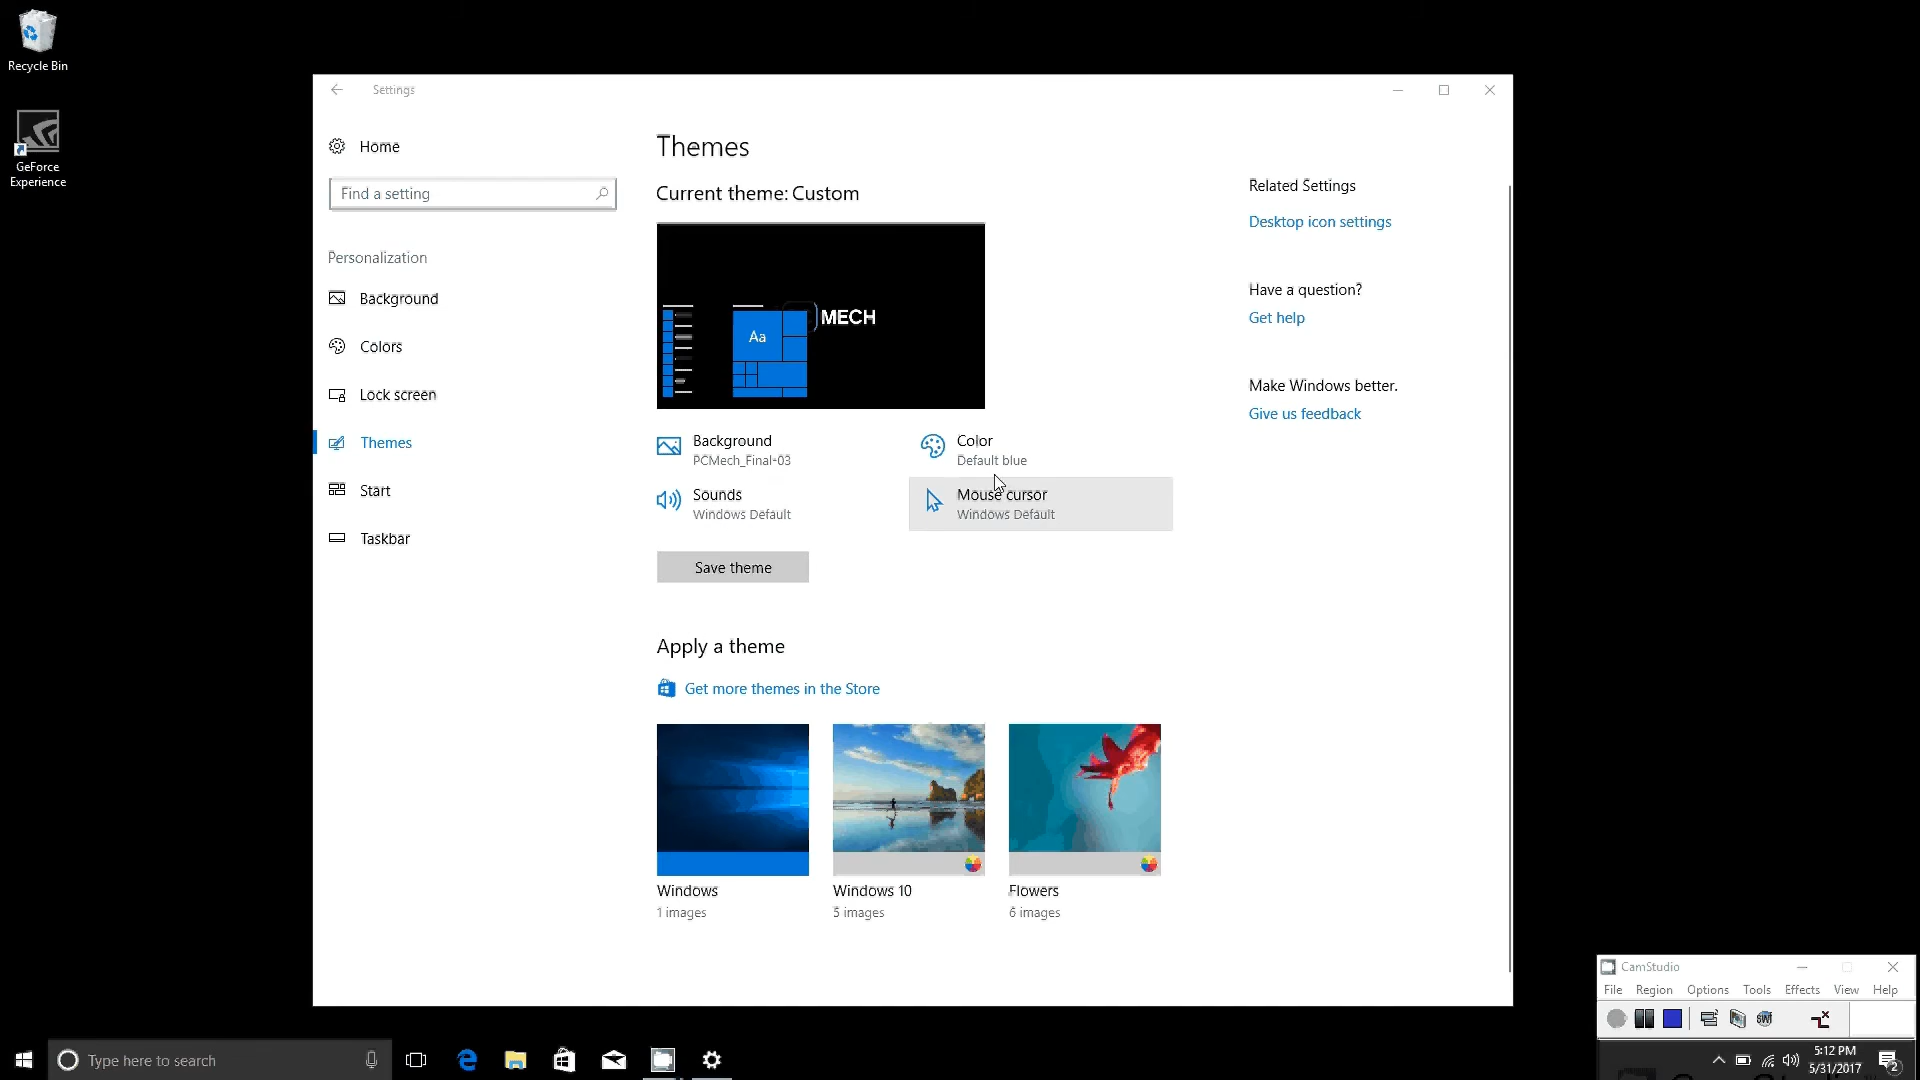 Recycle Bin
GeForce
Experience
Settings
Home
Find a setting
Personalization
Background
Colors
Lock screen
Themes
Start
Taskbar
Themes
Current theme: Custom
Aa
MECH
Background
PCMech_Final-03
Color
Default blue
Sounds
Windows Default
Mouse cursor
Windows Default
Save theme
Apply a theme
Get more themes in the Store
Windows
1 images
Windows 10
5 images
Flowers
6 images
Related Settings
Desktop icon settings
Have a question?
Get help
Make Windows better.
Give us feedback
CamStudio
File Region Options Tools Effects View Help
SWF
Type here to search
5:12 PM
5/31/2017
2